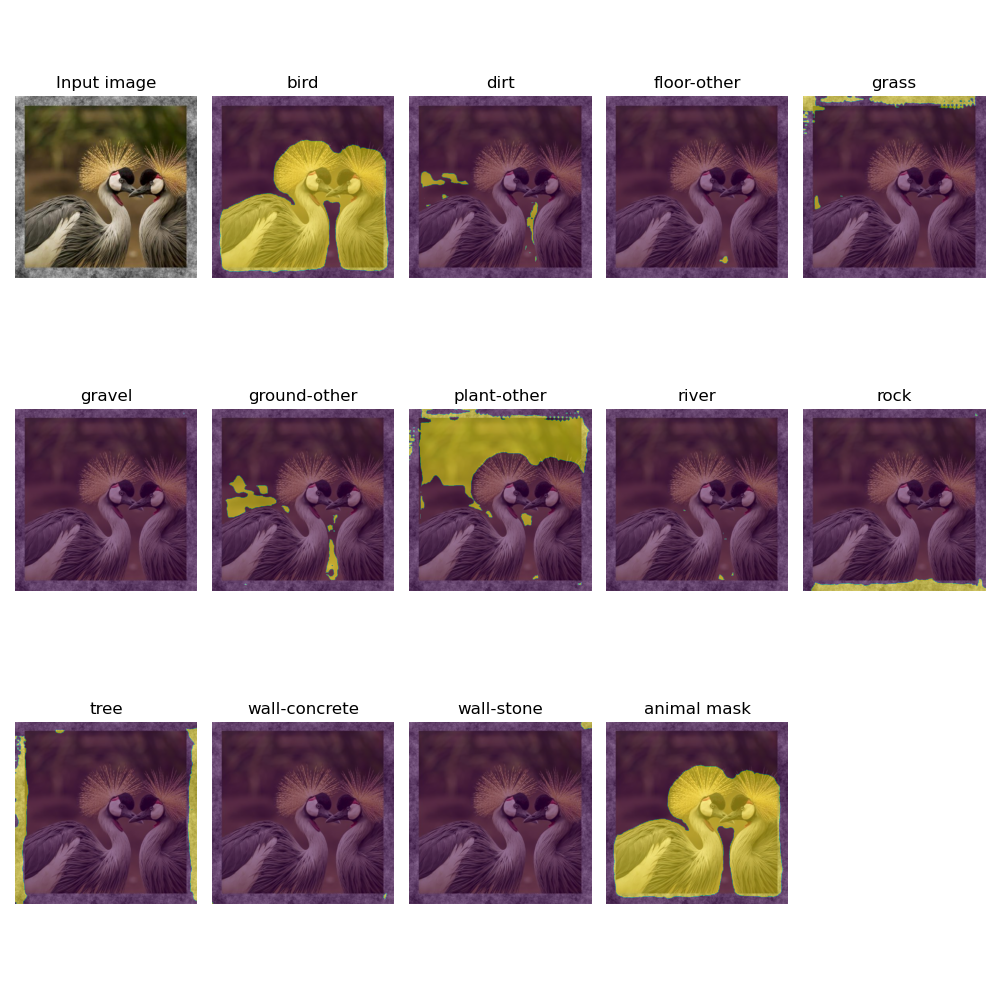 Input image
bird
dirt
floor-other
grass
gravel
ground-other
plant-other
river
rock
tree
wall-concrete
wall-stone
animal mask